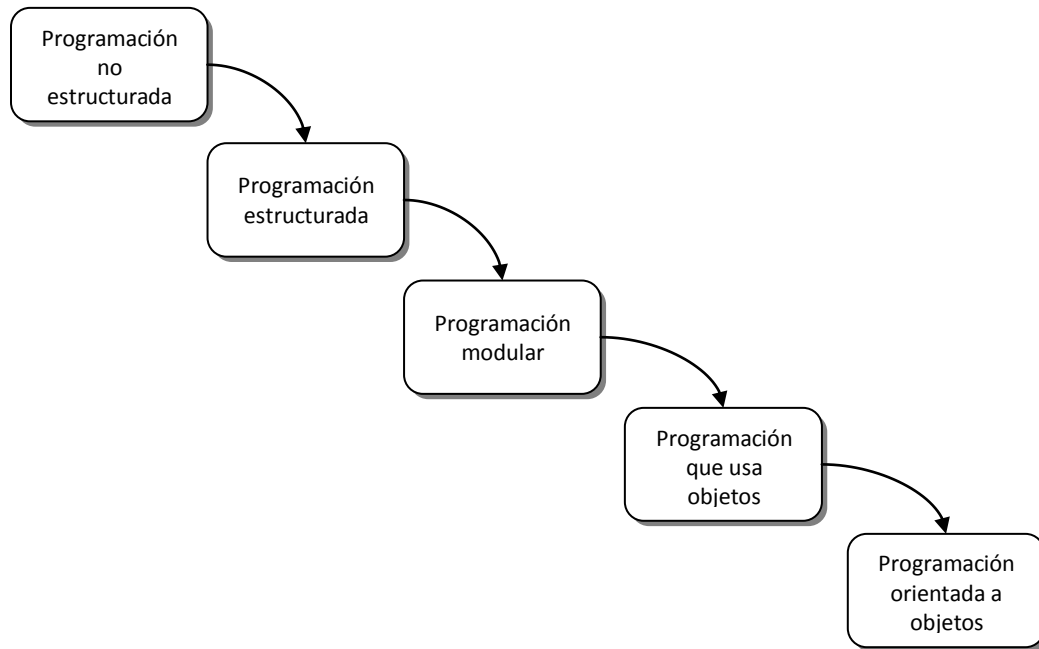 Programación
no
estructurada
Programación
estructurada
Programación
modular
Programación
que usa
objetos
Programación
orientada a
objetos